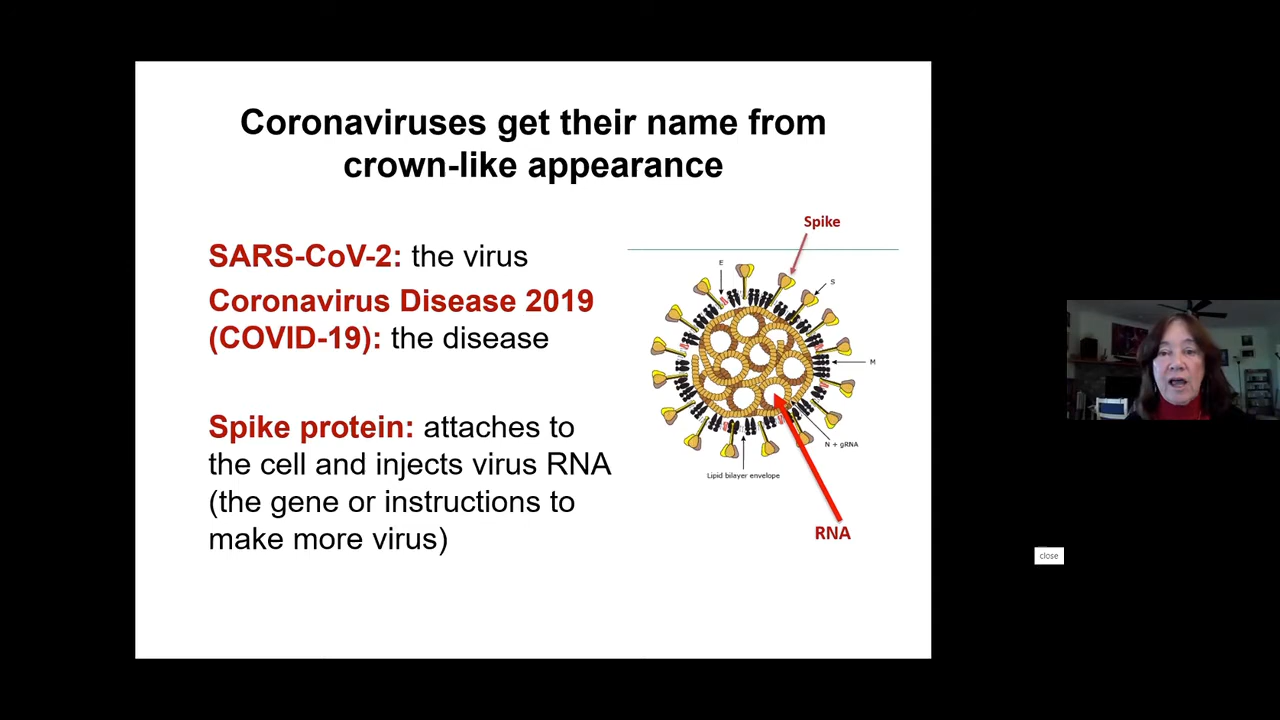 Coronaviruses get their name from
crown-like appearance
SARS-CoV-2: the virus
Coronavirus Disease 2019
(COVID-19): the disease
Spike protein: attaches to
the cell and injects virus RNA
(the gene or instructions to
make more virus)
Spike
E
S
M
N + gRNA
Lipid bilayer envelope
RNA
close